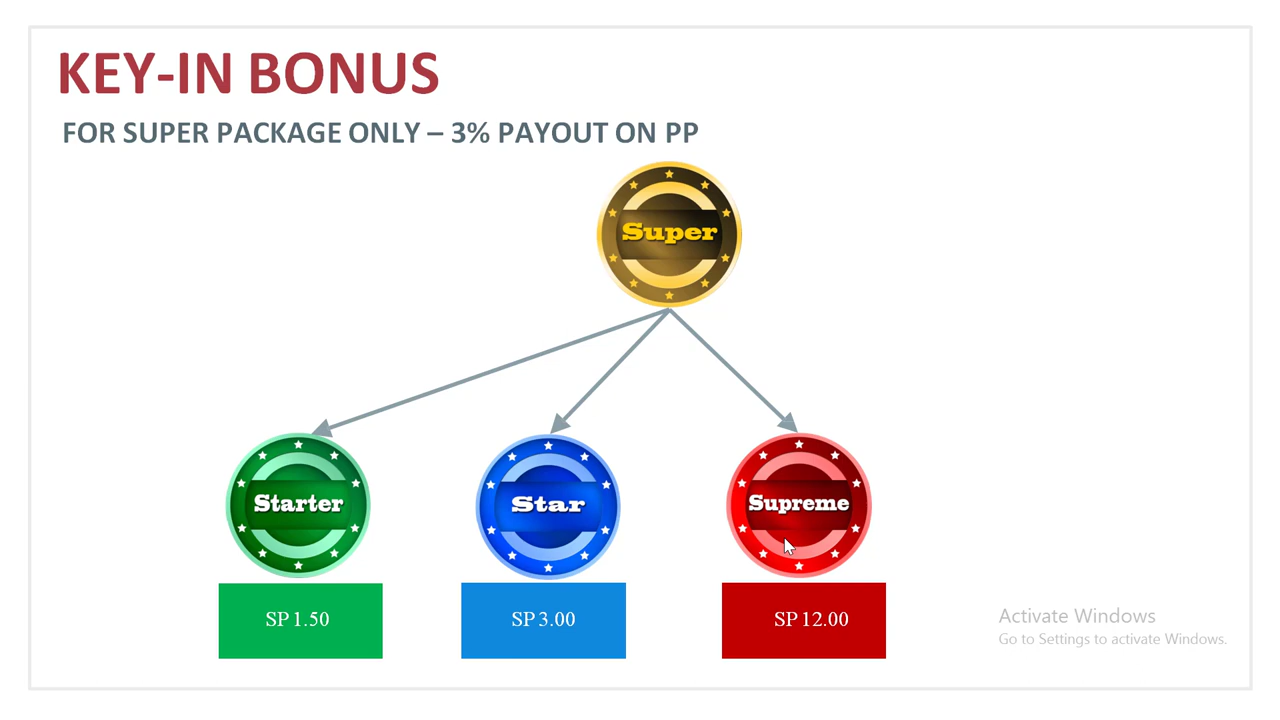 KEY-IN BONUS
FOR SUPER PACKAGE ONLY – 3% PAYOUT ON PP
Super
Starter
Star
Supreme
SP 1.50
SP 3.00
SP 12.00
Activate Windows
Go to Settings to activate Windows.